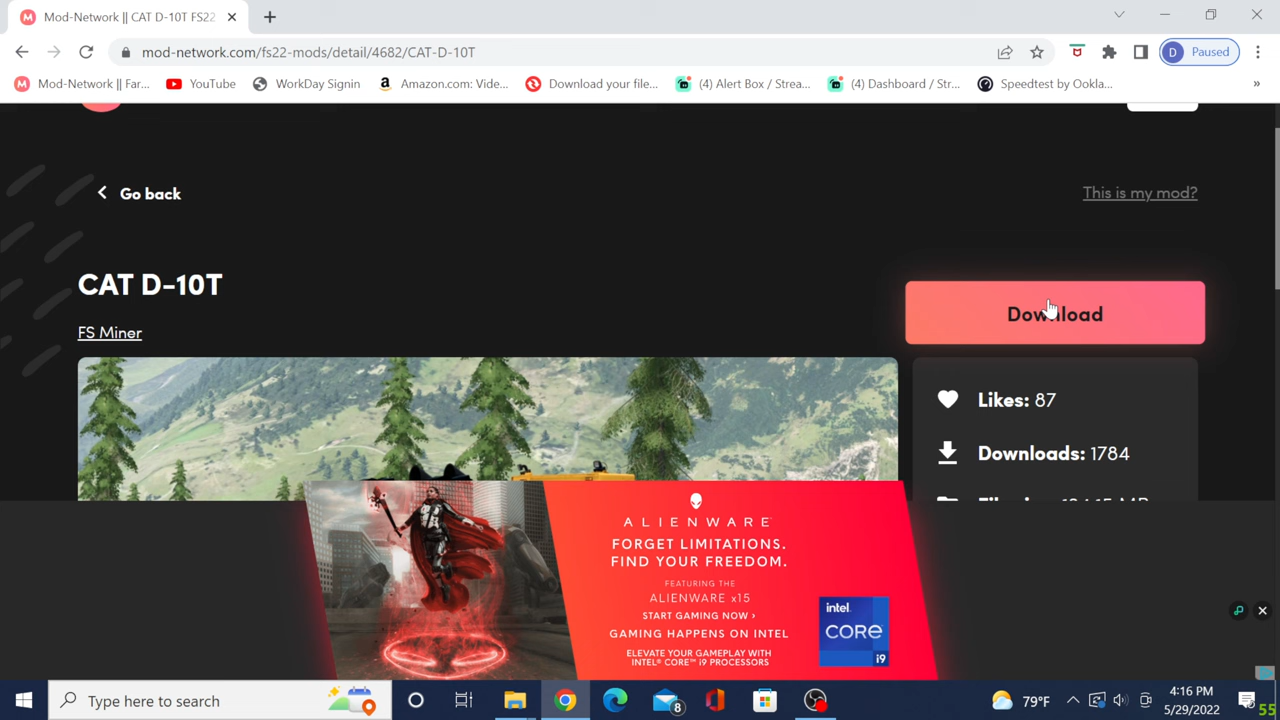 Mod-Network || CAT D-10T FS22
mod-network.com/fs22-mods/detail/4682/CAT-D-10T
D Paused
Mod-Network || Far...
YouTube
WorkDay Signin
Amazon.com: Vide...
Download your file...
(4) Alert Box / Strea...
(4) Dashboard / Str...
Speedtest by Ookla...
»
Go back
This is my mod?
CAT D-10T
Download
FS Miner
Likes: 87
Downloads: 1784
ALIENWARE
FORGET LIMITATIONS.
FIND YOUR FREEDOM.
FEATURING THE
ALIENWARE x15
START GAMING NOW ›
GAMING HAPPENS ON INTEL
ELEVATE YOUR GAMEPLAY WITH
INTEL® CORE™ i9 PROCESSORS
intel.
CORE
i9
Type here to search
8
79°F
4:16 PM
5/29/2022
55